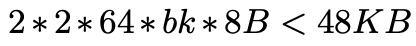 2 ∗ 2 ∗ 64 ∗ bk ∗ 8B < 48KB